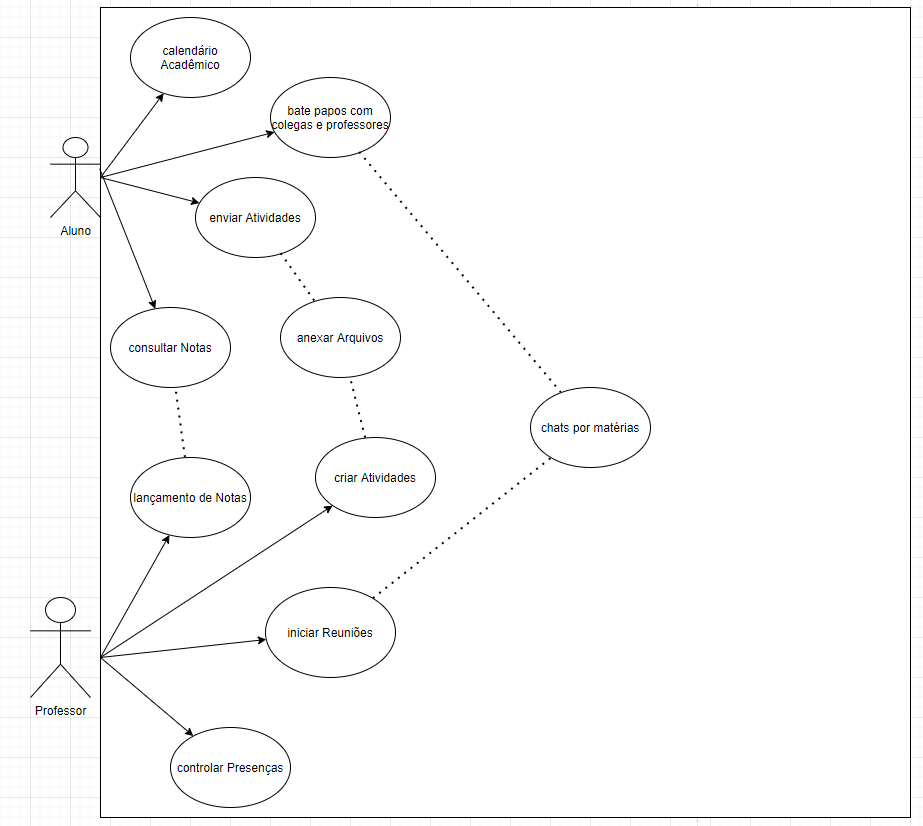 calendário
Acadêmico
bate papos com
colegas e professores
enviar Atividades
Aluno
anexar Arquivos
consultar Notas
chats por matérias
criar Atividades
lançamento de Notas
iniciar Reuniões
Professor
controlar Presenças